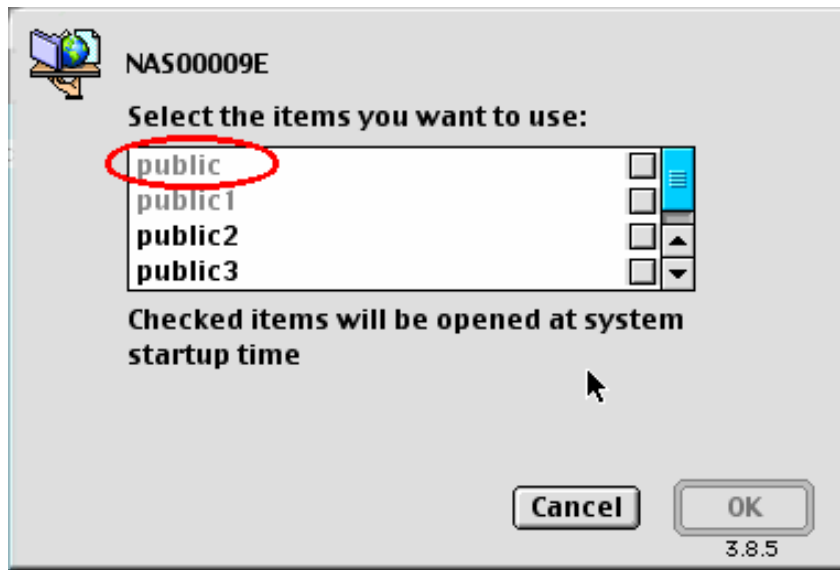 NAS00009E
Select the items you want to use:
public
public1
public2
public3
Checked items will be opened at system
startup time
Cancel
OK
3.8.5